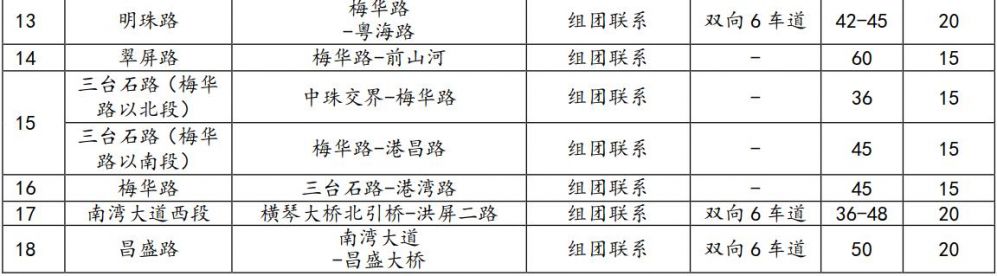 13 明珠路 梅华路 组团联系 双向6车道 42-45 20
-粤海路
14 翠屏路 梅华路-前山河 组团联系 - 60 15
15 三台石路（梅华 中珠交界-梅华路 组团联系 - 36 15
路以北段）
三台石路（梅华 梅华路-港昌路 组团联系 - 45 15
路以南段）
16 梅华路 三台石路-港湾路 组团联系 - 45 15
17 南湾大道西段 横琴大桥北引桥-洪屏二路 组团联系 双向6车道 36-48 20
18 昌盛路 南湾大道 组团联系 双向6车道 50 20
-昌盛大桥